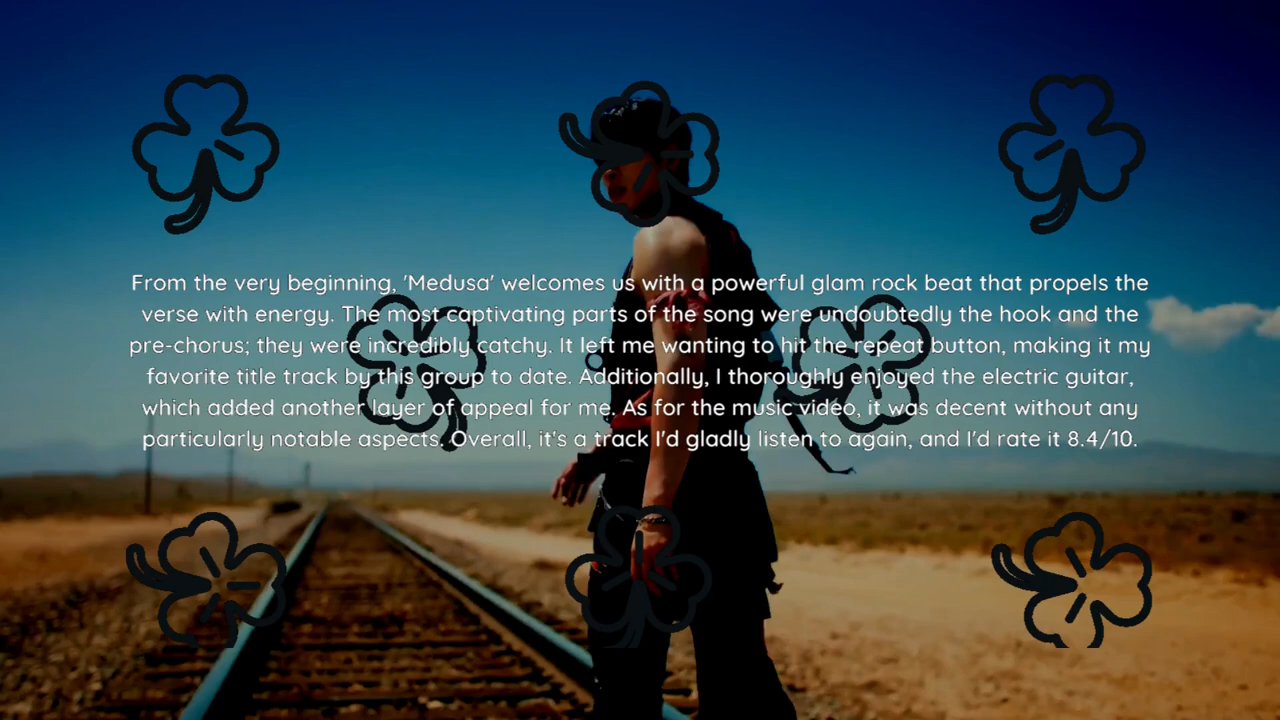 From the very beginning, 'Medusa' welcomes us with a powerful glam rock beat that propels the
verse with energy. The most captivating parts of the song were undoubtedly the hook and the
pre-chorus; they were incredibly catchy. It left me wanting to hit the repeat button, making it my
favorite title track by this group to date. Additionally, I thoroughly enjoyed the electric guitar,
which added another layer of appeal for me. As for the music video, it was decent without any
particularly notable aspects. Overall, it's a track I'd gladly listen to again, and I'd rate it 8.4/10.